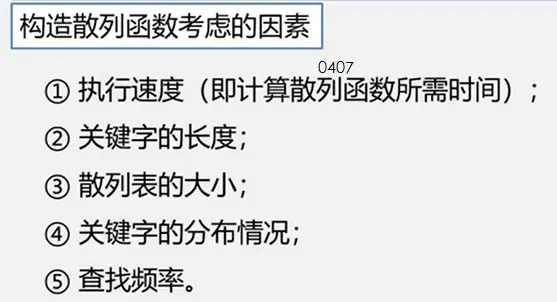 构造散列函数考虑的因素
0407
① 执行速度（即计算散列函数所需时间）；
② 关键字的长度；
③ 散列表的大小；
④ 关键字的分布情况；
⑤ 查找频率。